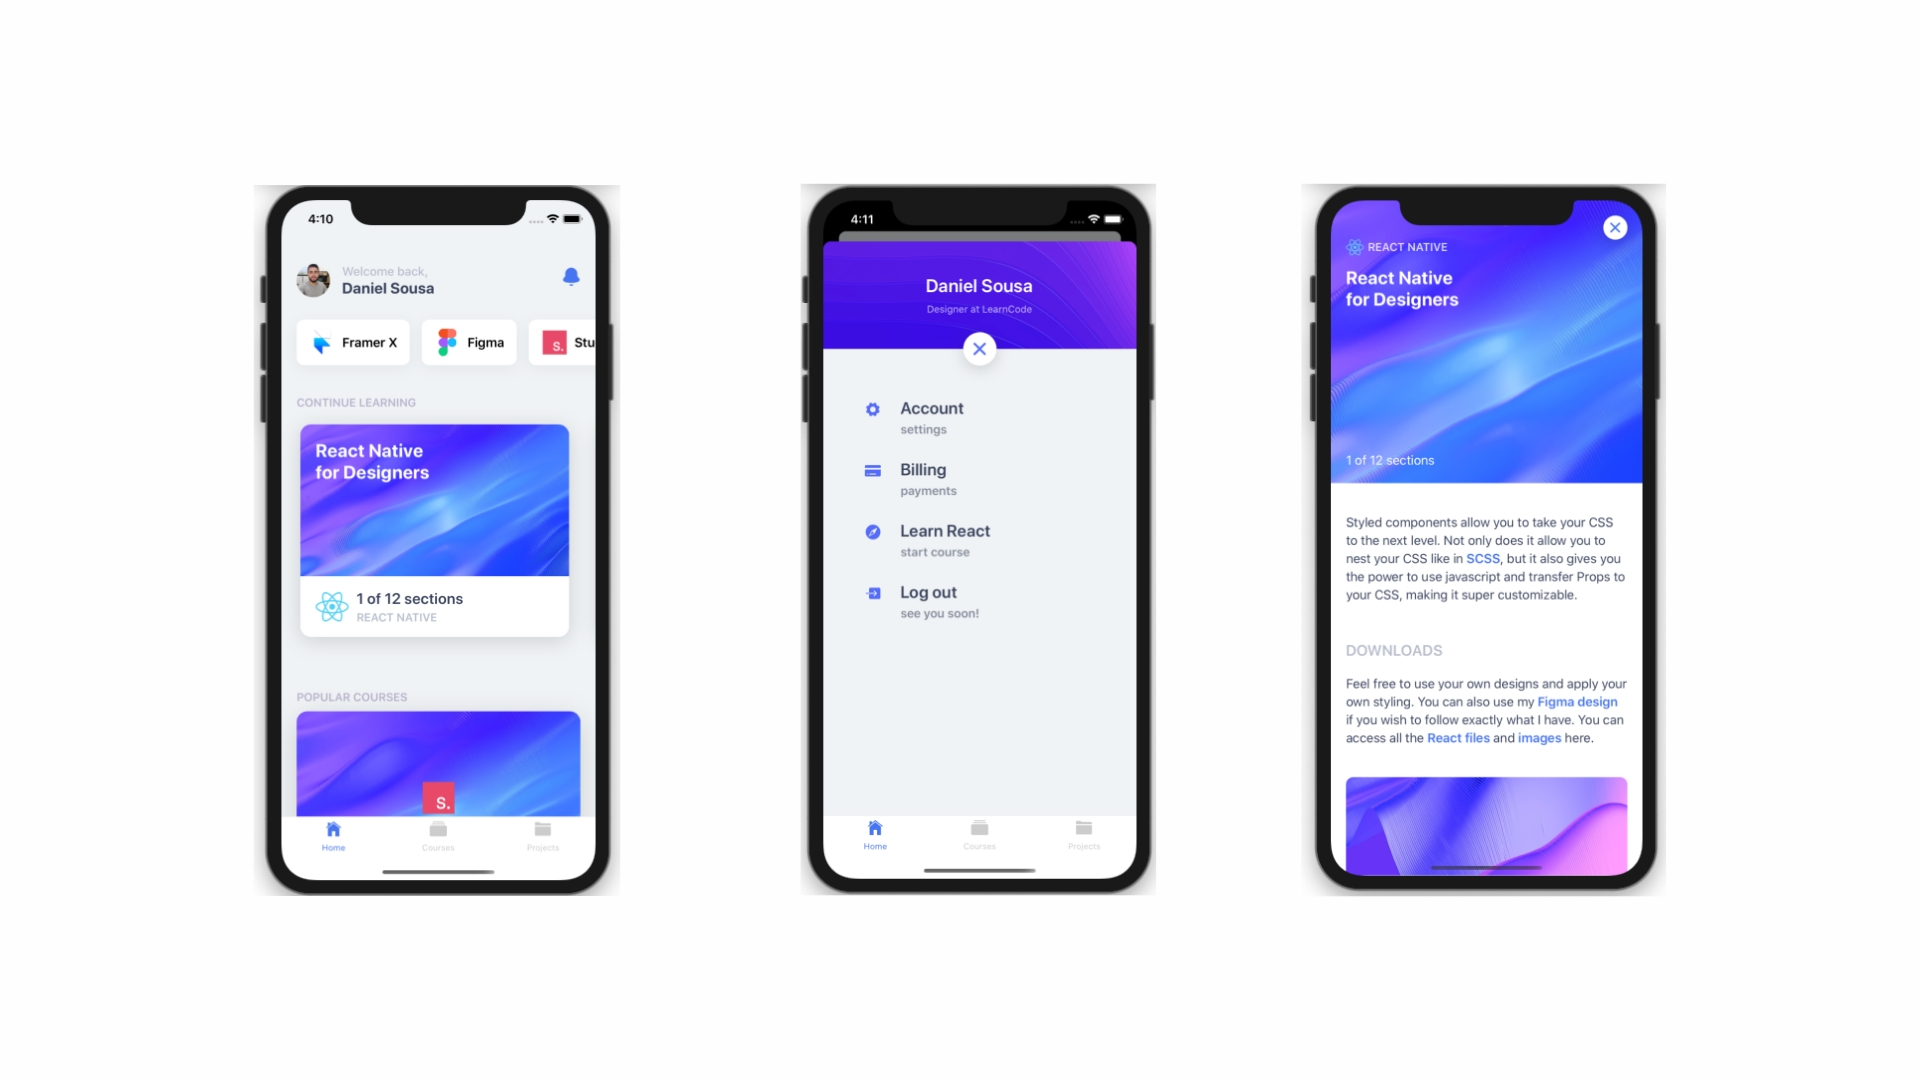 4:10
Welcome back,
Daniel Sousa
Framer X
Figma
S.
Stu
CONTINUE LEARNING
React Native
for Designers
1 of 12 sections
REACT NATIVE
POPULAR COURSES
S.
Home
Courses
Projects
4:11
Daniel Sousa
Designer at LearnCode
Account
settings
Billing
payments
Learn React
start course
Log out
see you soon!
Home
Courses
Projects
REACT NATIVE
React Native
for Designers
1 of 12 sections
Styled components allow you to take your CSS
to the next level. Not only does it allow you to
nest your CSS like in SCSS, but it also gives you
the power to use javascript and transfer Props to
your CSS, making it super customizable.
DOWNLOADS
Feel free to use your own designs and apply your
own styling. You can also use my Figma design
if you wish to follow exactly what I have. You can
access all the React files and images here.